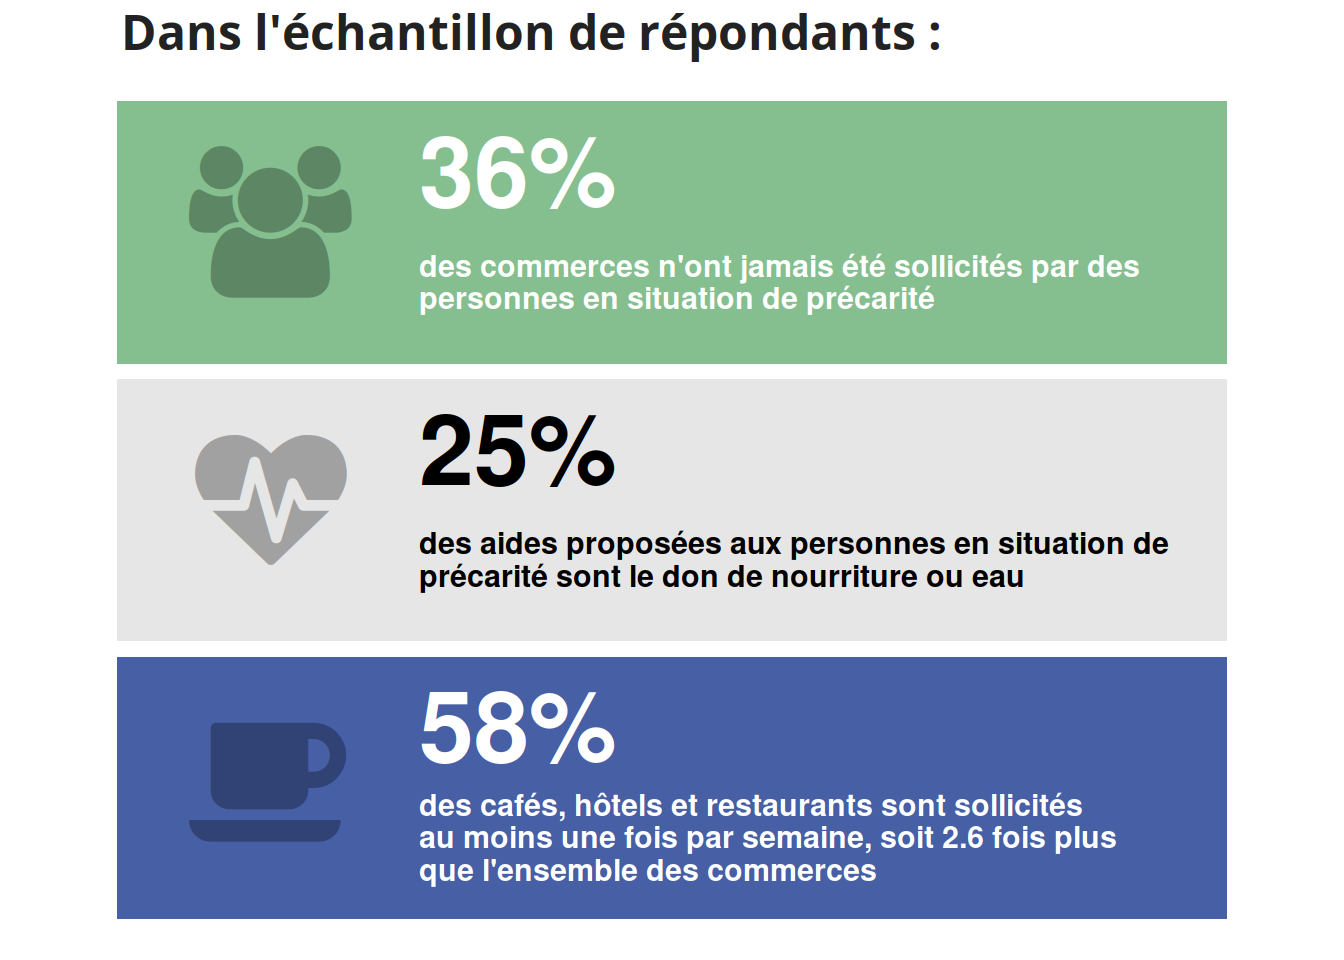 Dans l'échantillon de répondants :
36%
des commerces n'ont jamais été sollicités par des
personnes en situation de précarité
25%
des aides proposées aux personnes en situation de
précarité sont le don de nourriture ou eau
58%
des cafés, hôtels et restaurants sont sollicités
au moins une fois par semaine, soit 2.6 fois plus
que l'ensemble des commerces